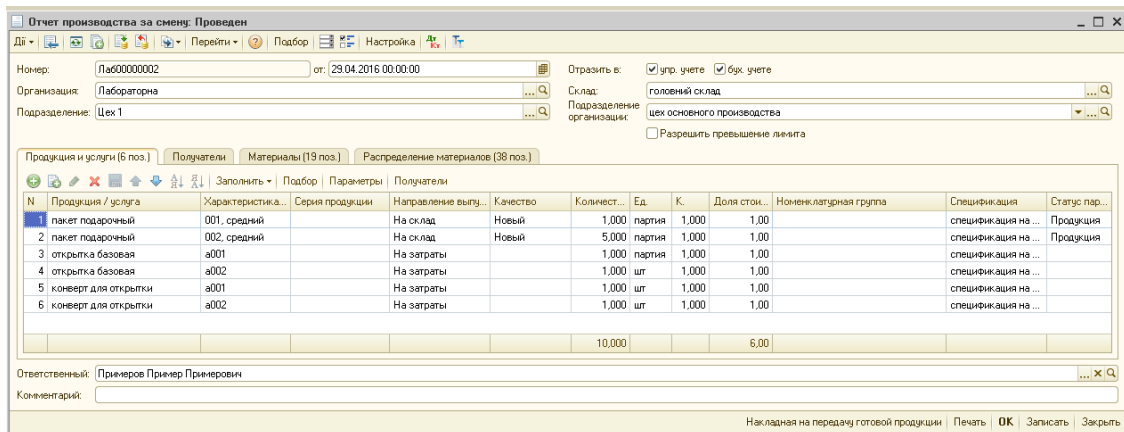 Отчет производства за смену: Проведен
Дії Перейти Подбор Настройка Дт Кт Тт
Номер: Лаб00000002 от: 29.04.2016 00:00:00 Отразить в: упр. учете бух. учете
Организация: Лабораторна ... Склад: головний склад ...
Подразделение: Цех 1 ... Подразделение организации: цех основного производства ...
Разрешить превышение лимита
Продукция и услуги (6 поз.) Получатели Материалы (19 поз.) Распределение материалов (38 поз.)
Заполнить Подбор Параметры Получатели
N Продукция / услуга Характеристика... Серия продукции Направление выпу... Качество Количест... Ед. К. Доля стои... Номенклатурная группа Спецификация Статус пар...
1 пакет подарочный 001, средний На склад Новый 1,000 партия 1,000 1,00 спецификация на ... Продукция
2 пакет подарочный 002, средний На склад Новый 5,000 партия 1,000 1,00 спецификация на ... Продукция
3 открытка базовая а001 На затраты 1,000 партия 1,000 1,00 спецификация на ...
4 открытка базовая а002 На затраты 1,000 шт 1,000 1,00 спецификация на ...
5 конверт для открытки а001 На затраты 1,000 шт 1,000 1,00 спецификация на ...
6 конверт для открытки а002 На затраты 1,000 шт 1,000 1,00 спецификация на ...
10,000 6,00
Ответственный: Примеров Пример Примерович ...
Комментарий:
Накладная на передачу готовой продукции Печать ОК Записать Закрыть